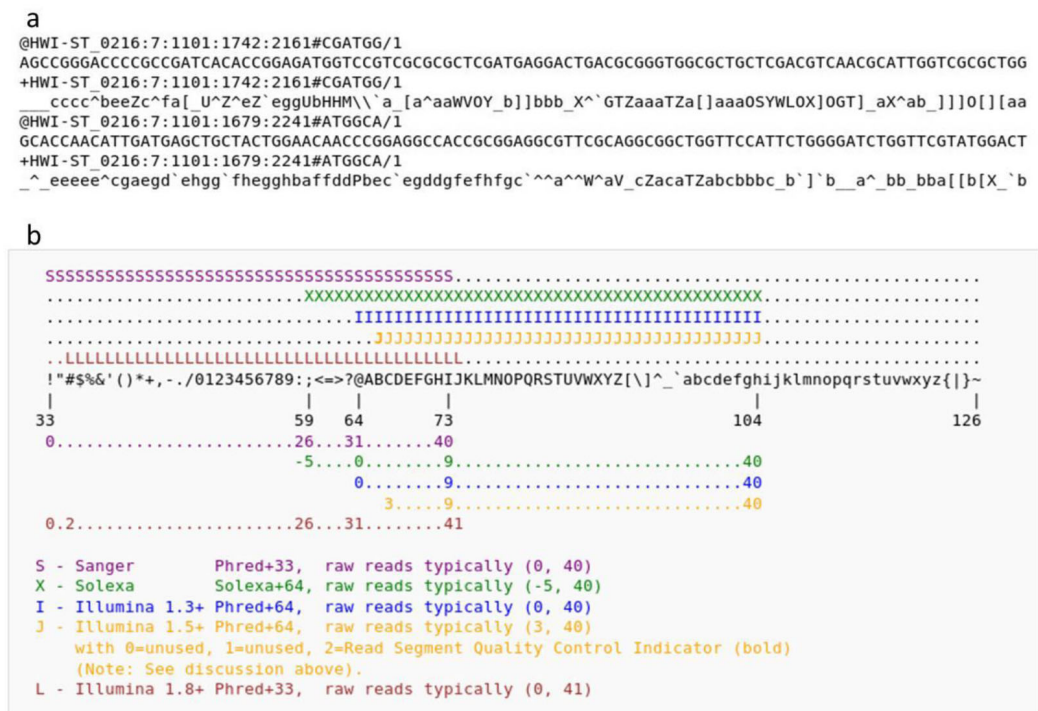 a
@HWI-ST_0216:7:1101:1742:2161#CGATGG/1
AGCCGGGACCCCGCCGATCACACCGGAGATGGTCCGTCGCGCGCTCGATGAGGACTGACGCGGGTGGCGCTGCTCGACGTCAACGCATTGGTCGCGCTGG
+HWI-ST_0216:7:1101:1742:2161#CGATGG/1
___cccc^beeZc^fa[_U^Z^eZ`eggUbHHM\\`a_[a^aaWVOY_b]]bbb_X^`GTZaaaTZa[]aaaOSYWLOX]OGT]_aX^ab_]]]O[][aa
@HWI-ST_0216:7:1101:1679:2241#ATGGCA/1
GCACCAACATTGATGAGCTGCTACTGGAACAACCCGGAGGCCACCGCGGAGGCGTTCGCAGGCGGCTGGTTCCATTCTGGGGATCTGGTTCGTATGGACT
+HWI-ST_0216:7:1101:1679:2241#ATGGCA/1
_^_eeeee^cgaegd`ehgg`fhegghbaffddPbec`egddgfefhfgc`^^a^^W^aV_cZacaTZabcbbbc_b`]`b__a^_bb_bba[[b[X_`b
b
SSSSSSSSSSSSSSSSSSSSSSSSSSSSSSSSSSSSSSSSS.....................................................
..........................XXXXXXXXXXXXXXXXXXXXXXXXXXXXXXXXXXXXXXXXXXXXXX......................
...............................IIIIIIIIIIIIIIIIIIIIIIIIIIIIIIIIIIIIIIIII......................
.................................JJJJJJJJJJJJJJJJJJJJJJJJJJJJJJJJJJJJJJJ......................
..LLLLLLLLLLLLLLLLLLLLLLLLLLLLLLLLLLLLLLLL....................................................
!"#$%&'()*+,-./0123456789:;<=>?@ABCDEFGHIJKLMNOPQRSTUVWXYZ[\]^_`abcdefghijklmnopqrstuvwxyz{|}~
| | | | | |
33 59 64 73 104 126
0........................26...31.......40
-5....0........9.............................40
0........9.............................40
3.....9.............................40
0.2......................26...31........41
S - Sanger Phred+33, raw reads typically (0, 40)
X - Solexa Solexa+64, raw reads typically (-5, 40)
I - Illumina 1.3+ Phred+64, raw reads typically (0, 40)
J - Illumina 1.5+ Phred+64, raw reads typically (3, 40)
with 0=unused, 1=unused, 2=Read Segment Quality Control Indicator (bold)
(Note: See discussion above).
L - Illumina 1.8+ Phred+33, raw reads typically (0, 41)